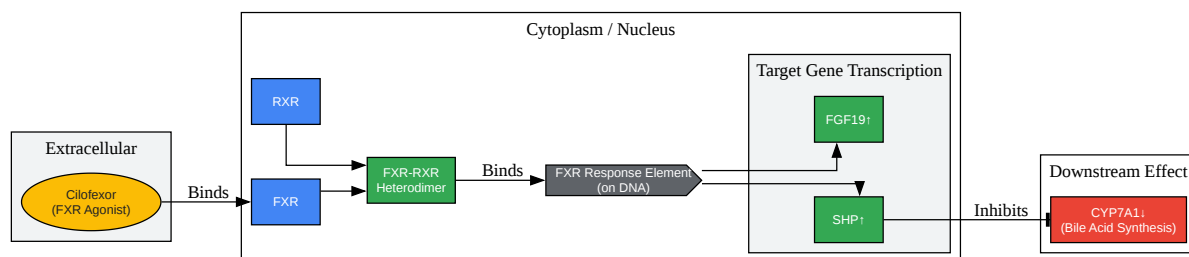 Cytoplasm / Nucleus
Target Gene Transcription
RXR
FGF19↑
Extracellular
Cilofexor
(FXR Agonist)
Binds
FXR
FXR-RXR
Heterodimer
Binds
FXR Response Element
(on DNA)
SHP↑
Inhibits
Downstream Effect
CYP7A1↓
(Bile Acid Synthesis)